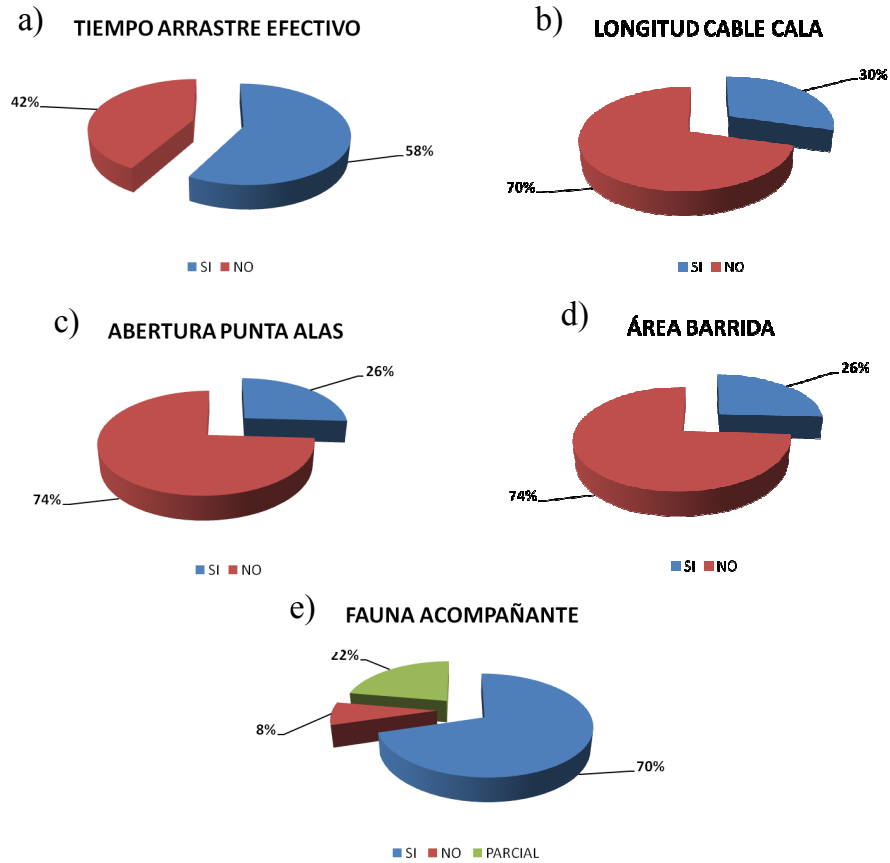 a) TIEMPO ARRASTRE EFECTIVO
42%
58%
SI NO
b) LONGITUD CABLE CALA
30%
70%
SI NO
c) ABERTURA PUNTA ALAS
26%
74%
SI NO
d) ÁREA BARRIDA
26%
74%
SI NO
e) FAUNA ACOMPAÑANTE
22%
8%
70%
SI NO PARCIAL